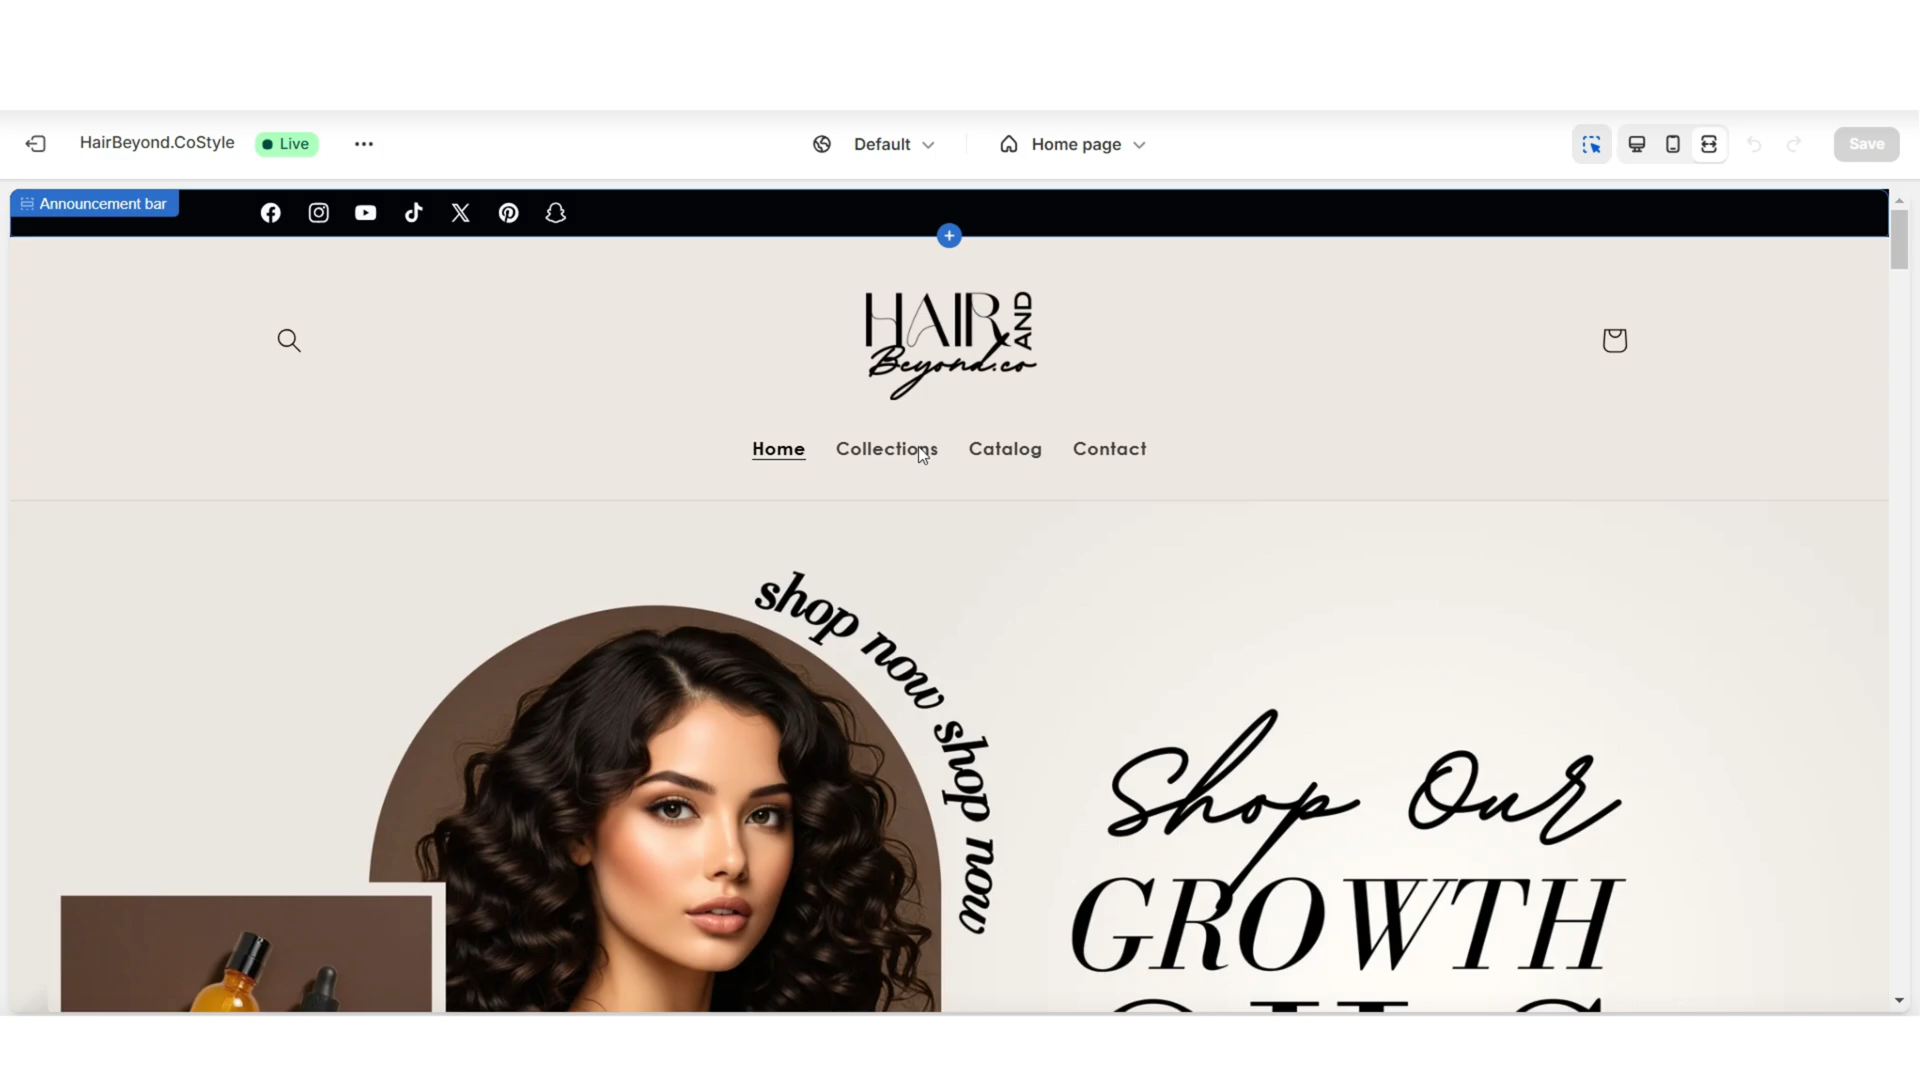 HairBeyond.CoStyle
Live
Default
Home page
Save
Announcement bar
HAIR AND
Beyond.co
Home
Collections
Catalog
Contact
shop now shop now
Shop Our
GROWTH